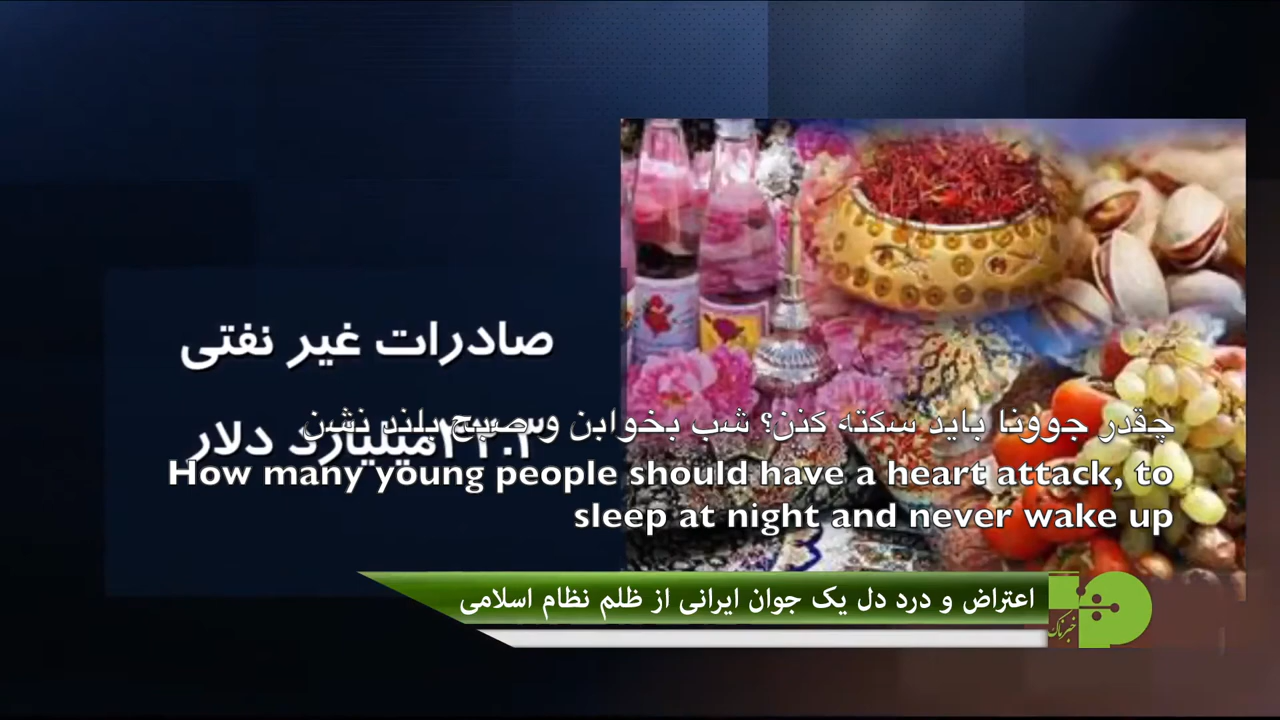 صادرات غیر نفتی
میلیارد دلار
چقدر جوونا باید سکته کنن؟ شب بخوابن و صبح بلند نشن
How many young people should have a heart attack, to
sleep at night and never wake up
اعتراض و درد دل یک جوان ایرانی از ظلم نظام اسلامی
خبرناک